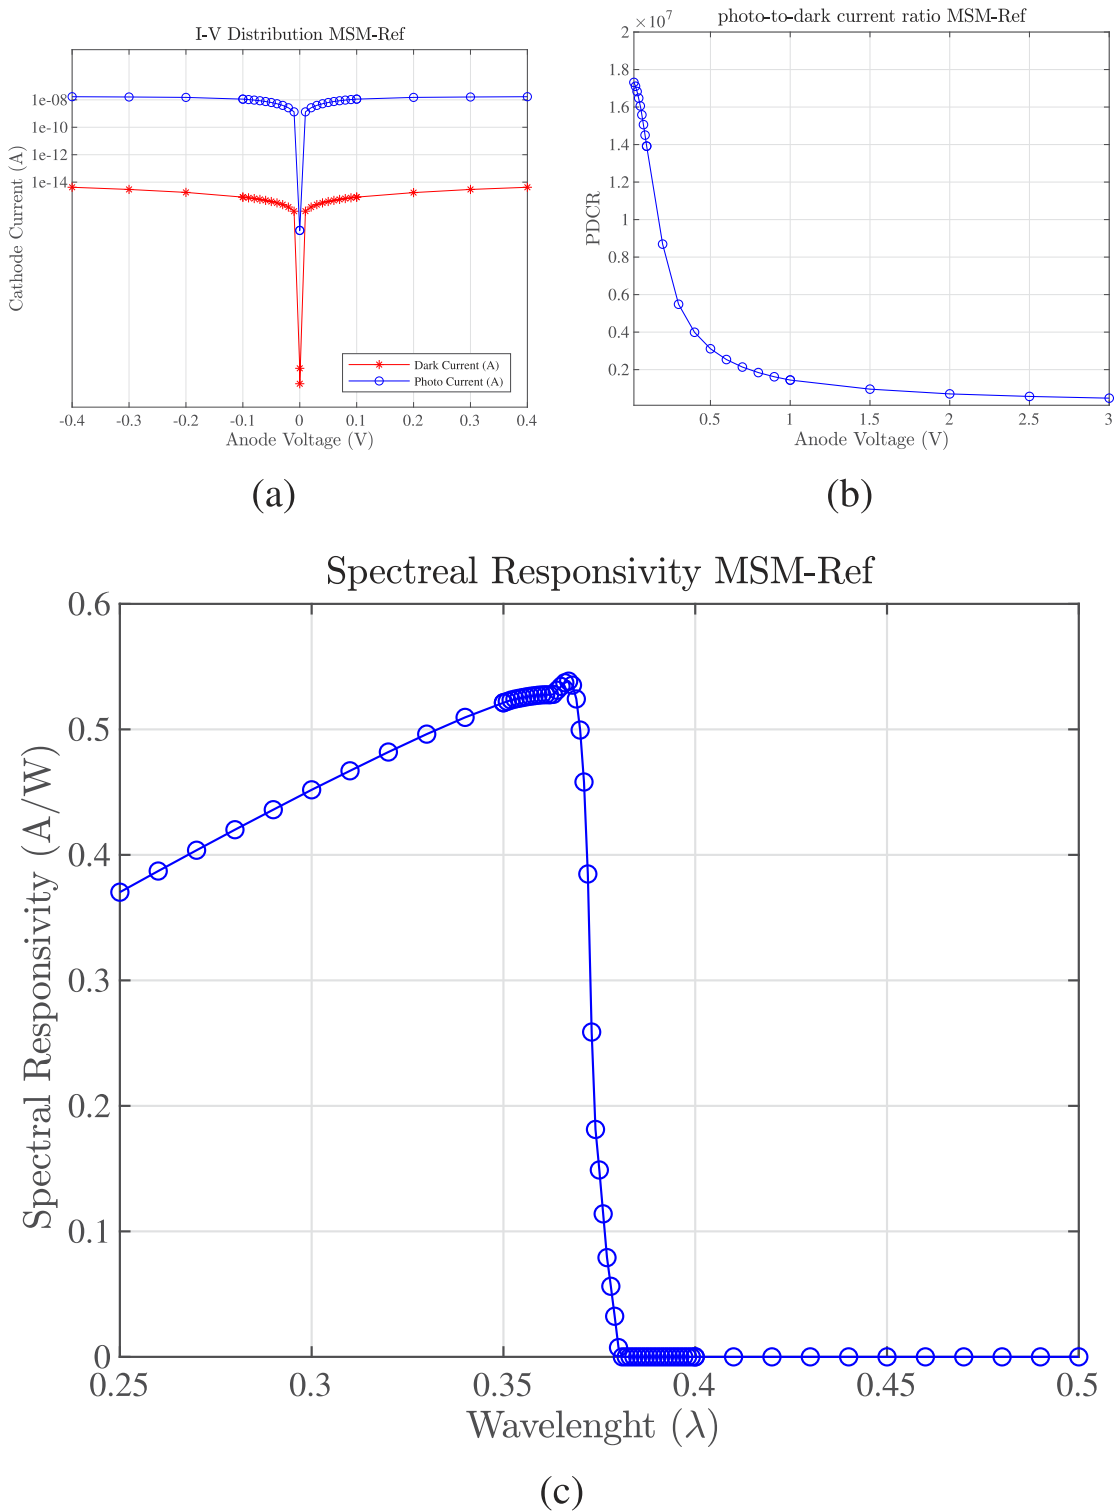 I-V Distribution MSM-Ref
1e-08
1e-10
1e-12
1e-14
Cathode Current (A)
Dark Current (A)
Photo Current (A)
-0.4 -0.3 -0.2 -0.1 0 0.1 0.2 0.3 0.4
Anode Voltage (V)
(a)
photo-to-dark current ratio MSM-Ref
×10^7
2
1.8
1.6
1.4
1.2
1
0.8
0.6
0.4
0.2
PDCR
0.5 1 1.5 2 2.5 3
Anode Voltage (V)
(b)
Spectreal Responsivity MSM-Ref
0.6
0.5
0.4
0.3
0.2
0.1
0
Spectral Responsivity (A/W)
0.25 0.3 0.35 0.4 0.45 0.5
Wavelenght (λ)
(c)